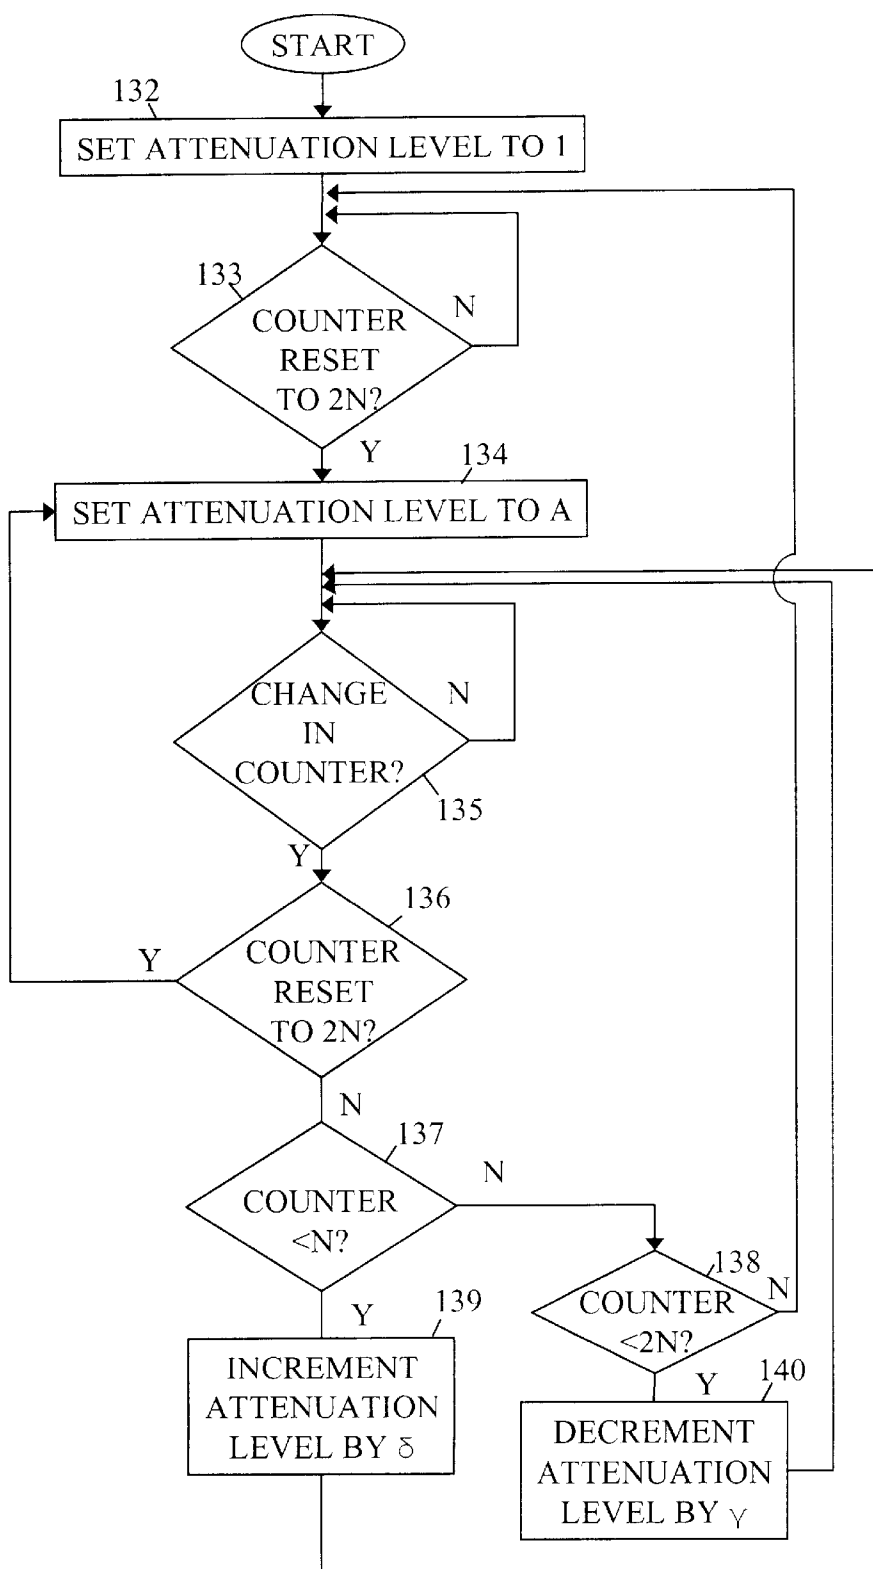 START
132
SET ATTENUATION LEVEL TO 1
133
N
COUNTER
RESET
TO 2N?
Y
134
SET ATTENUATION LEVEL TO A
CHANGE
IN
COUNTER?
N
135
Y
136
Y
COUNTER
RESET
TO 2N?
N
137
N
COUNTER
<N?
138
N
COUNTER
<2N?
Y
139
INCREMENT
ATTENUATION
LEVEL BY δ
Y
140
DECREMENT
ATTENUATION
LEVEL BY γ